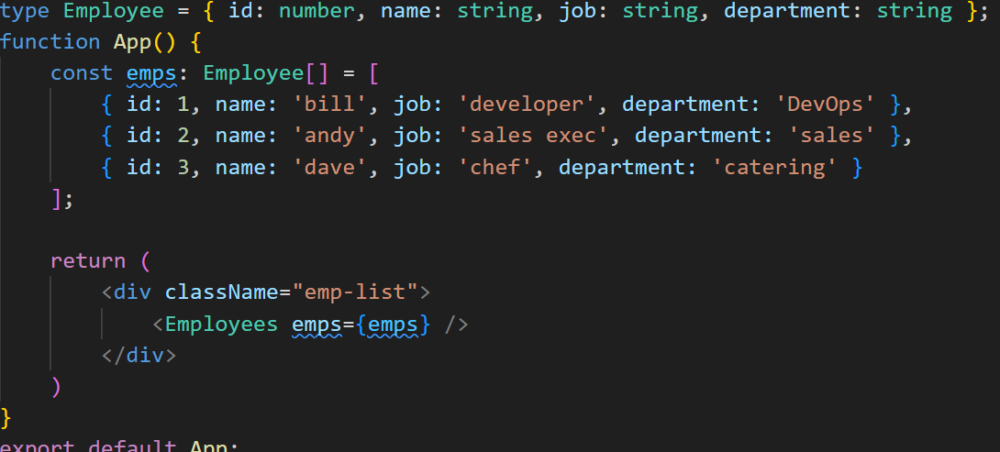 type Employee = { id: number, name: string, job: string, department: string };
function App() {
    const emps: Employee[] = [
        { id: 1, name: 'bill', job: 'developer', department: 'DevOps' },
        { id: 2, name: 'andy', job: 'sales exec', department: 'sales' },
        { id: 3, name: 'dave', job: 'chef', department: 'catering' }
    ];

    return (
        <div className="emp-list">
            <Employees emps={emps} />
        </div>
    )
}
export default App;